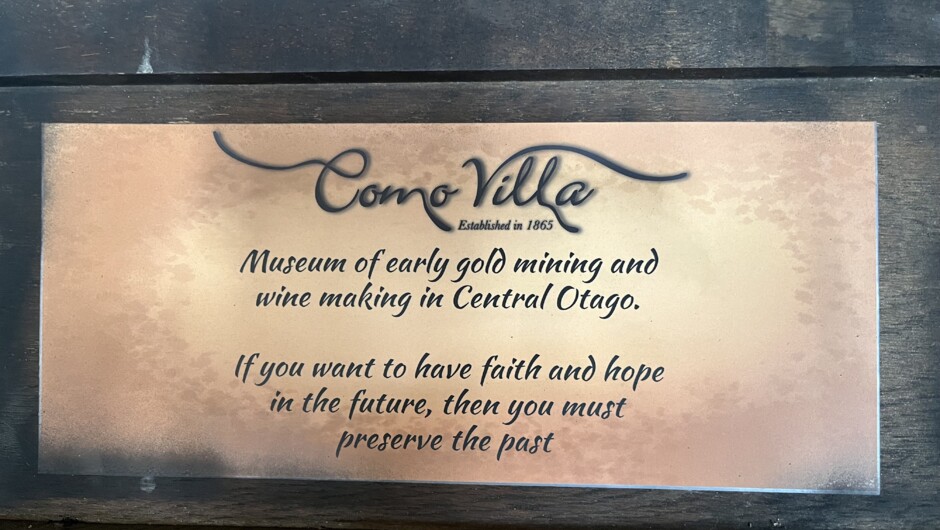 Como Villa
Established in 1865
Museum of early gold mining and
wine making in Central Otago.
If you want to have faith and hope
in the future, then you must
preserve the past